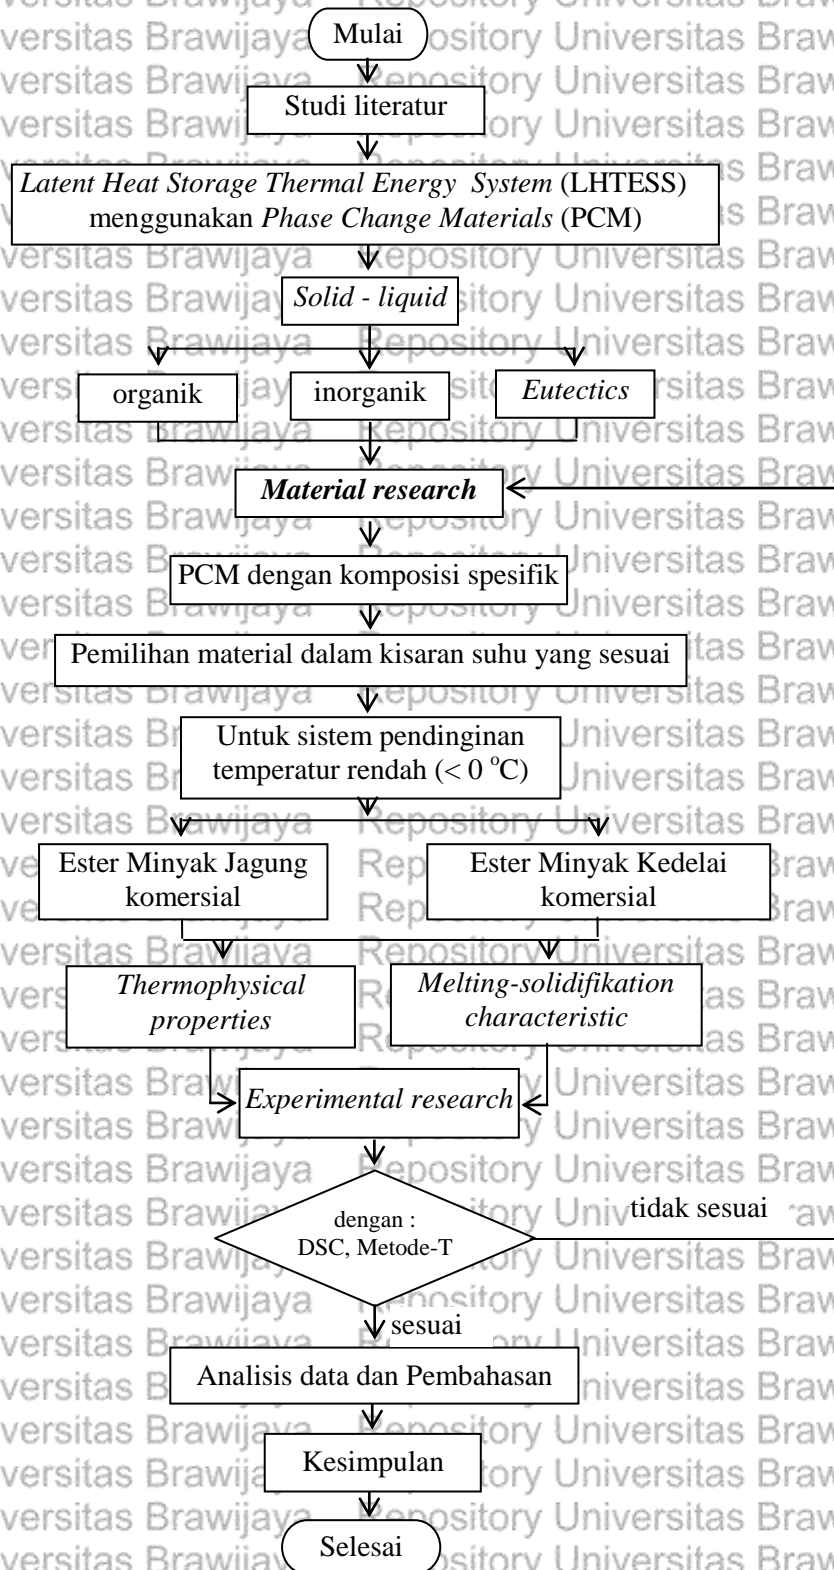 Mulai
Studi literatur
Latent Heat Storage Thermal Energy System (LHTESS)
menggunakan Phase Change Materials (PCM)
Solid - liquid
organik
inorganik
Eutectics
Material research
PCM dengan komposisi spesifik
Pemilihan material dalam kisaran suhu yang sesuai
Untuk sistem pendinginan
temperatur rendah (< 0 °C)
Ester Minyak Jagung
komersial
Ester Minyak Kedelai
komersial
Thermophysical
properties
Melting-solidifikation
characteristic
Experimental research
dengan :
DSC, Metode-T
tidak sesuai
sesuai
Analisis data dan Pembahasan
Kesimpulan
Selesai